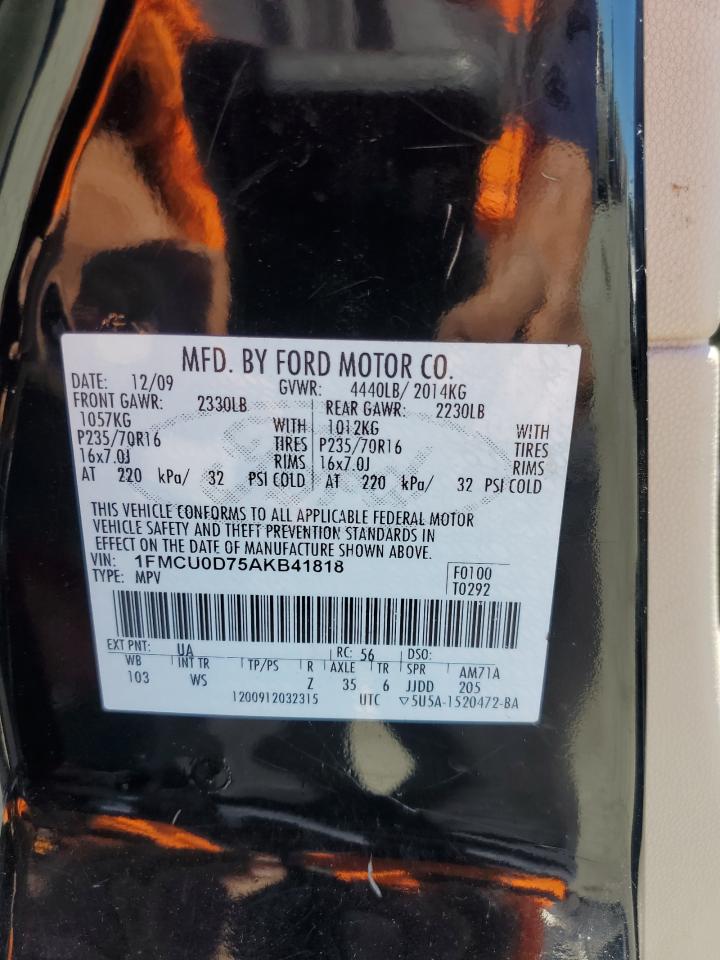 MFD. BY FORD MOTOR CO.
DATE: 12/09 GVWR: 4440LB/ 2014KG
FRONT GAWR: 2330LB REAR GAWR: 2230LB
1057KG WITH 1012KG WITH
P235/70R16 TIRES P235/70R16 TIRES
16x7.0J RIMS 16x7.0J RIMS
AT 220 kPa/ 32 PSI COLD AT 220 kPa/ 32 PSI COLD
THIS VEHICLE CONFORMS TO ALL APPLICABLE FEDERAL MOTOR
VEHICLE SAFETY AND THEFT PREVENTION STANDARDS IN
EFFECT ON THE DATE OF MANUFACTURE SHOWN ABOVE.
VIN: 1FMCU0D75AKB41818 F0100
TYPE: MPV T0292
EXT PNT: UA RC: 56 DSO:
WB INT TR TP/PS R AXLE TR SPR AM71A
103 WS Z 35 6 JJDD 205
1200912032315 UTC ▽5U5A-1520472-BA